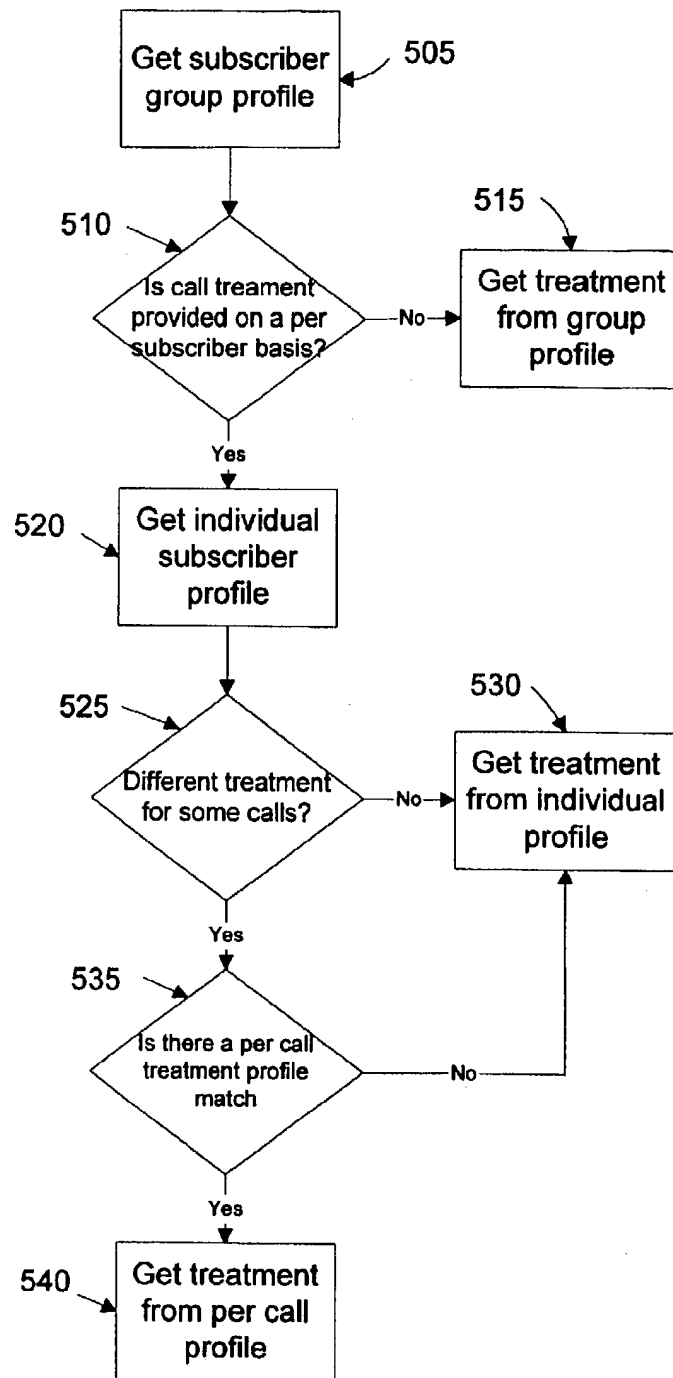 Get subscriber
group profile
505
510
Is call treament
provided on a per
subscriber basis?
No
515
Get treatment
from group
profile
Yes
520
Get individual
subscriber
profile
525
Different treatment
for some calls?
No
530
Get treatment
from individual
profile
Yes
535
Is there a per call
treatment profile
match
No
Yes
540
Get treatment
from per call
profile